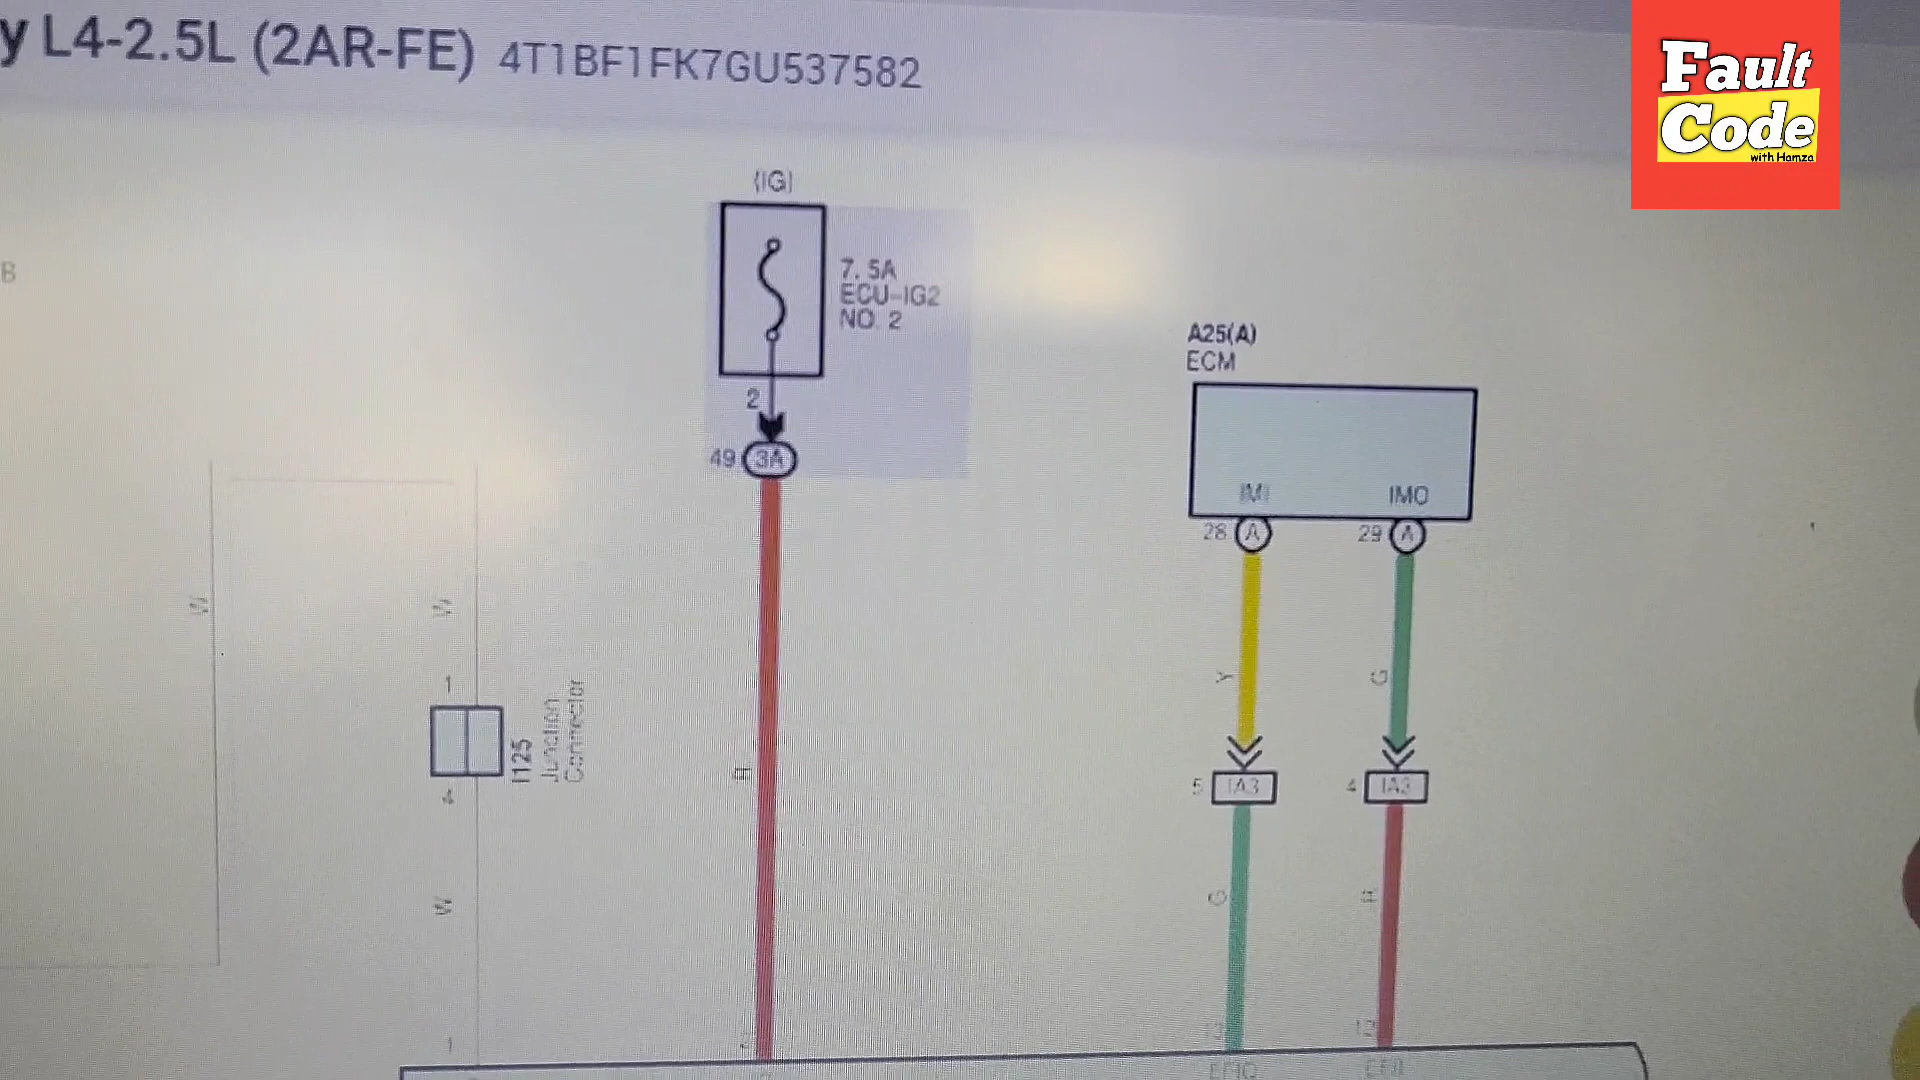 y L4-2.5L (2AR-FE) 4T1BF1FK7GU537582
Fault
Code
with Hamza
(IG)
7.5A
ECU-IG2
NO. 2
2
49 3A
B
A25(A)
ECM
IMI IMO
28 A 29 A
W
W
Y
G
1
I125
Junction
Connector
4
R
5 IA3 4 IA3
W
G
R
1